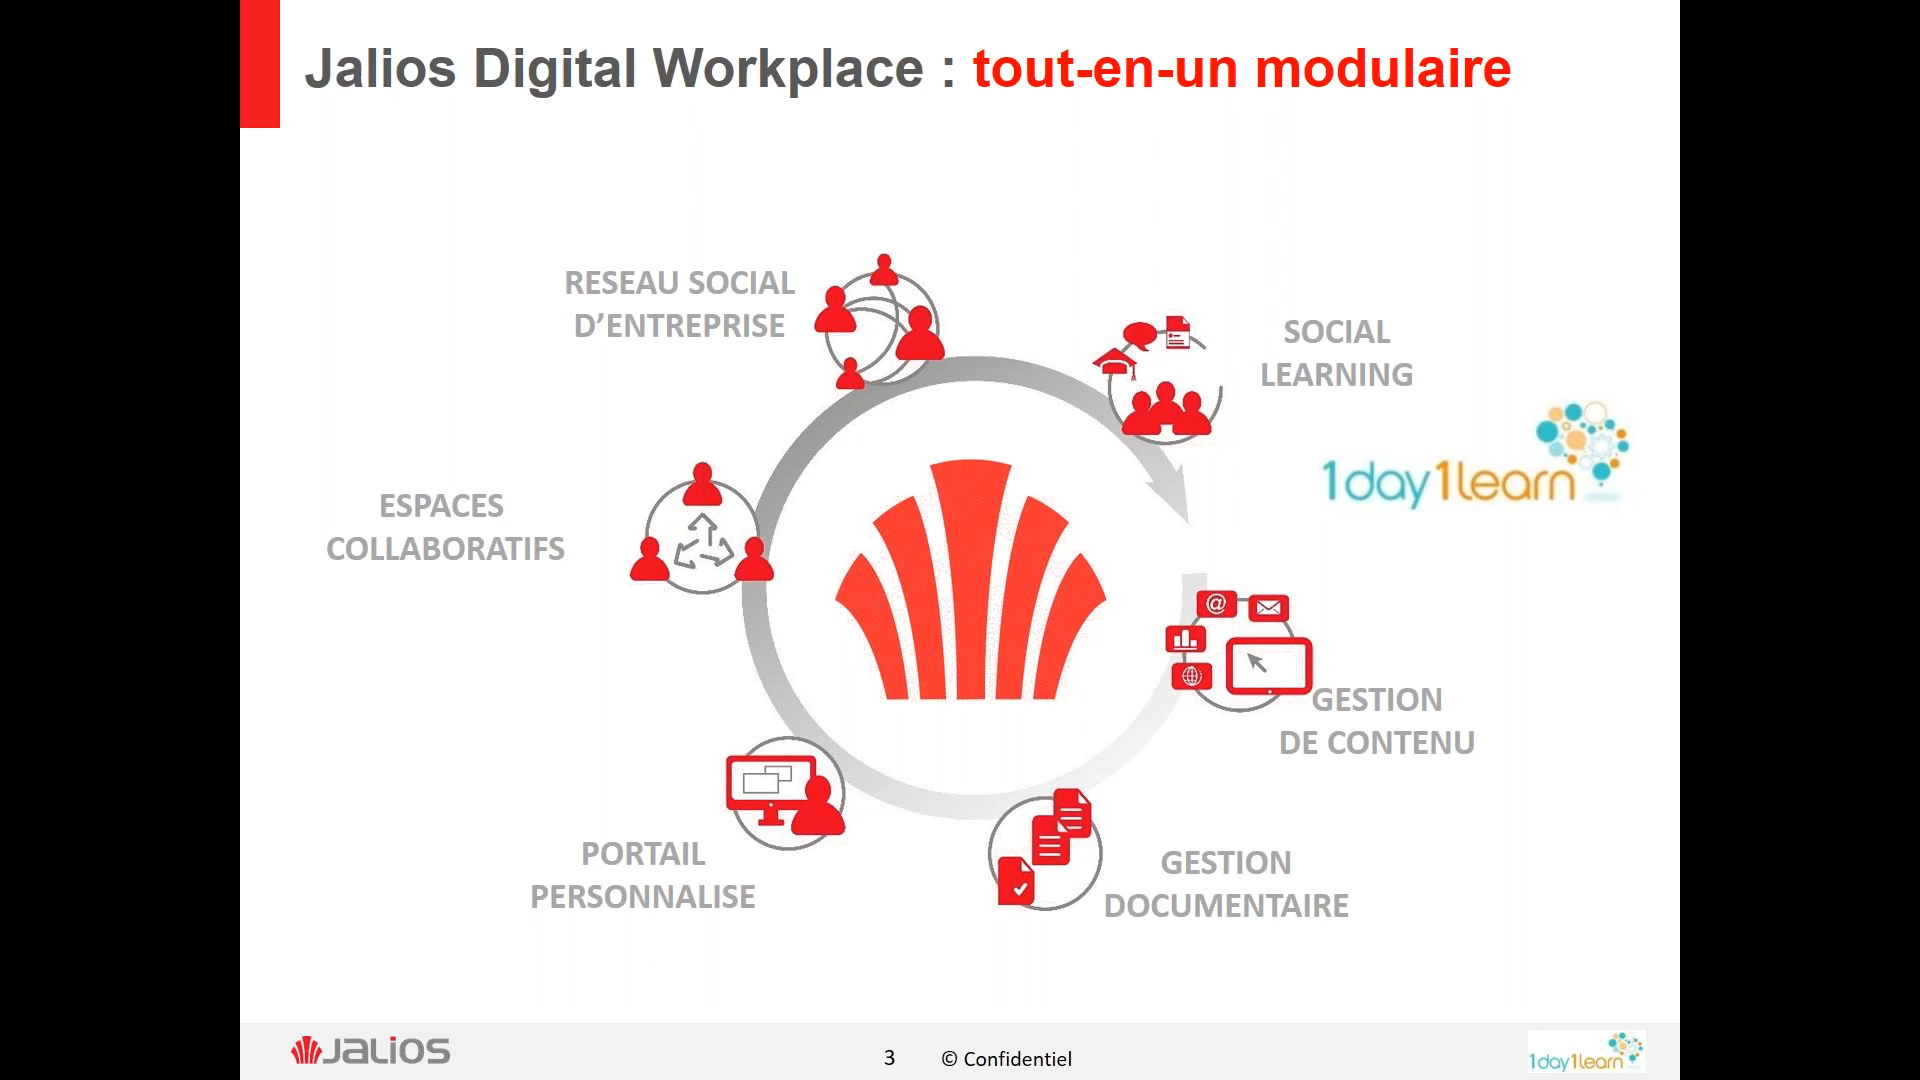 Jalios Digital Workplace : tout-en-un modulaire
RESEAU SOCIAL
D’ENTREPRISE
SOCIAL
LEARNING
1day1learn
ESPACES
COLLABORATIFS
@
GESTION
DE CONTENU
PORTAIL
PERSONNALISE
GESTION
DOCUMENTAIRE
JALIOS
3
© Confidentiel
1day1learn